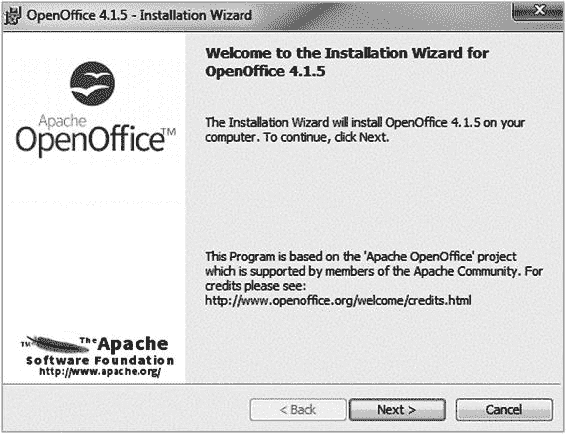 OpenOffice 4.1.5 - Installation Wizard
Welcome to the Installation Wizard for
OpenOffice 4.1.5
Apache
OpenOffice™
The Installation Wizard will install OpenOffice 4.1.5 on your
computer. To continue, click Next.
This Program is based on the 'Apache OpenOffice' project
which is supported by members of the Apache Community. For
credits please see:
http://www.openoffice.org/welcome/credits.html
™ The Apache
Software Foundation
http://www.apache.org/
< Back
Next >
Cancel